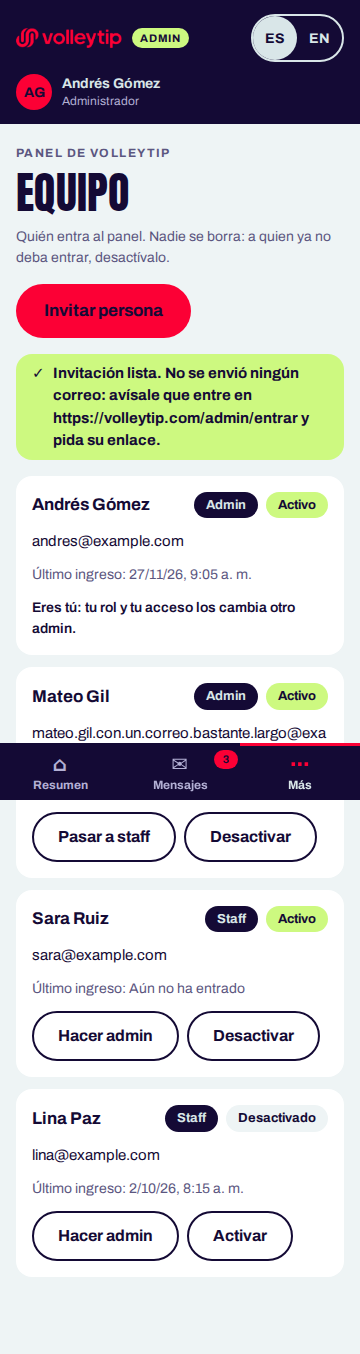 volleytip ADMIN ES EN
AG Andrés Gómez
Administrador
PANEL DE VOLLEYTIP
EQUIPO
Quién entra al panel. Nadie se borra: a quien ya no
deba entrar, desactívalo.
Invitar persona
✓ Invitación lista. No se envió ningún
correo: avísale que entre en
https://volleytip.com/admin/entrar y
pida su enlace.
Andrés Gómez Admin Activo
andres@example.com
Último ingreso: 27/11/26, 9:05 a. m.
Eres tú: tu rol y tu acceso los cambia otro
admin.
Mateo Gil Admin Activo
mateo.gil.con.un.correo.bastante.largo@exa
3
Resumen Mensajes Más
Pasar a staff Desactivar
Sara Ruiz Staff Activo
sara@example.com
Último ingreso: Aún no ha entrado
Hacer admin Desactivar
Lina Paz Staff Desactivado
lina@example.com
Último ingreso: 2/10/26, 8:15 a. m.
Hacer admin Activar